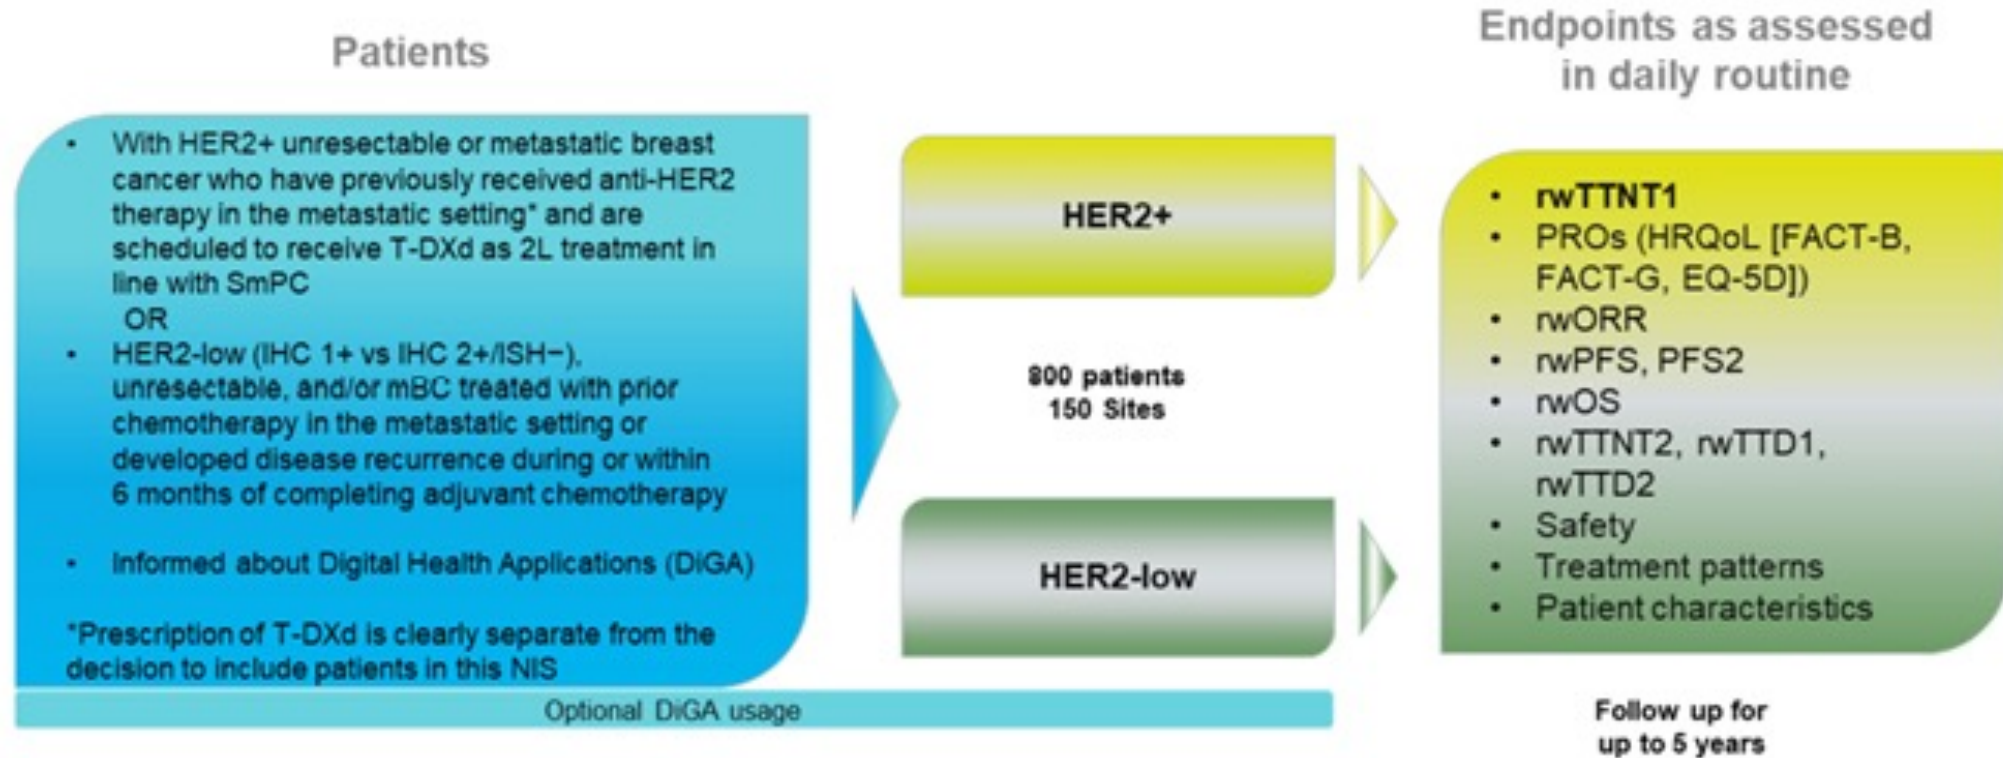 Patients
• With HER2+ unresectable or metastatic breast
cancer who have previously received anti-HER2
therapy in the metastatic setting* and are
scheduled to receive T-DXd as 2L treatment in
line with SmPC
OR
• HER2-low (IHC 1+ vs IHC 2+/ISH−),
unresectable, and/or mBC treated with prior
chemotherapy in the metastatic setting or
developed disease recurrence during or within
6 months of completing adjuvant chemotherapy
• Informed about Digital Health Applications (DiGA)
*Prescription of T-DXd is clearly separate from the
decision to include patients in this NIS
Optional DiGA usage
HER2+
800 patients
150 Sites
HER2-low
Endpoints as assessed
in daily routine
• rwTTNT1
• PROs (HRQoL [FACT-B,
FACT-G, EQ-5D])
• rwORR
• rwPFS, PFS2
• rwOS
• rwTTNT2, rwTTD1,
rwTTD2
• Safety
• Treatment patterns
• Patient characteristics
Follow up for
up to 5 years